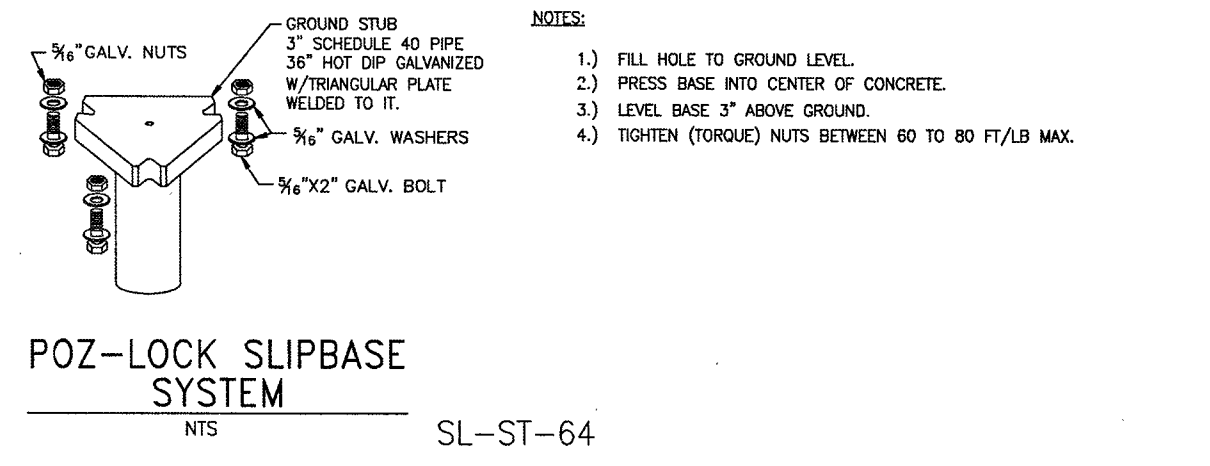 GROUND STUB
3" SCHEDULE 40 PIPE
36" HOT DIP GALVANIZED
W/TRIANGULAR PLATE
WELDED TO IT.
5/16" GALV. NUTS
5/16" GALV. WASHERS
5/16"X2" GALV. BOLT
NOTES:
1.) FILL HOLE TO GROUND LEVEL.
2.) PRESS BASE INTO CENTER OF CONCRETE.
3.) LEVEL BASE 3" ABOVE GROUND.
4.) TIGHTEN (TORQUE) NUTS BETWEEN 60 TO 80 FT/LB MAX.
POZ-LOCK SLIPBASE
SYSTEM
NTS
SL-ST-64